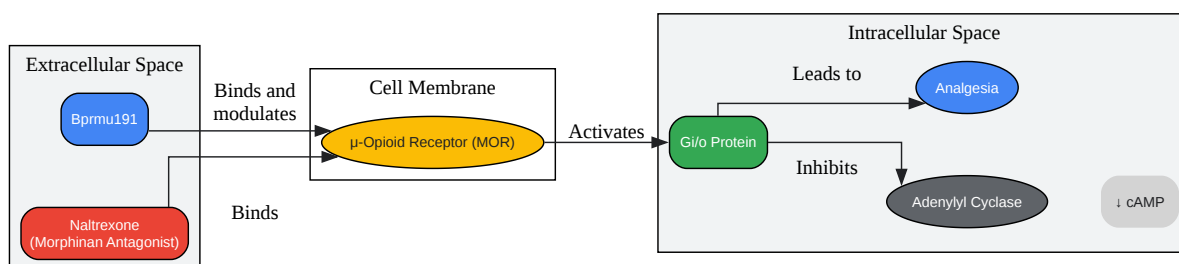 Extracellular Space
Bprmu191
Naltrexone
(Morphinan Antagonist)
Binds and
modulates
Binds
Cell Membrane
μ-Opioid Receptor (MOR)
Activates
Intracellular Space
Gi/o Protein
Leads to
Analgesia
Inhibits
Adenylyl Cyclase
↓ cAMP